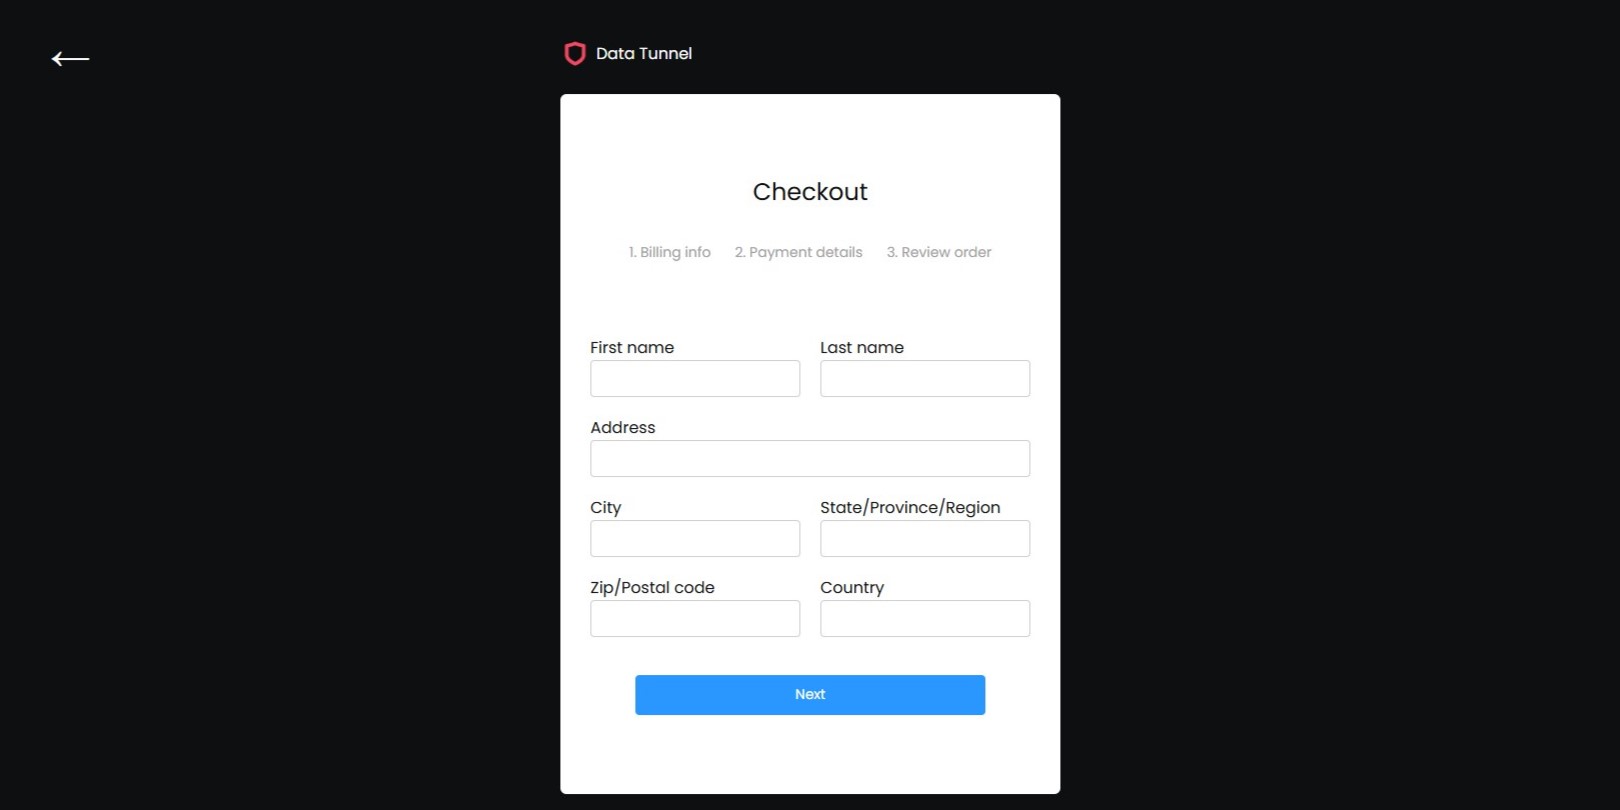 Data Tunnel
Checkout
1. Billing info 2. Payment details 3. Review order
First name Last name
Address
City State/Province/Region
Zip/Postal code Country
Next